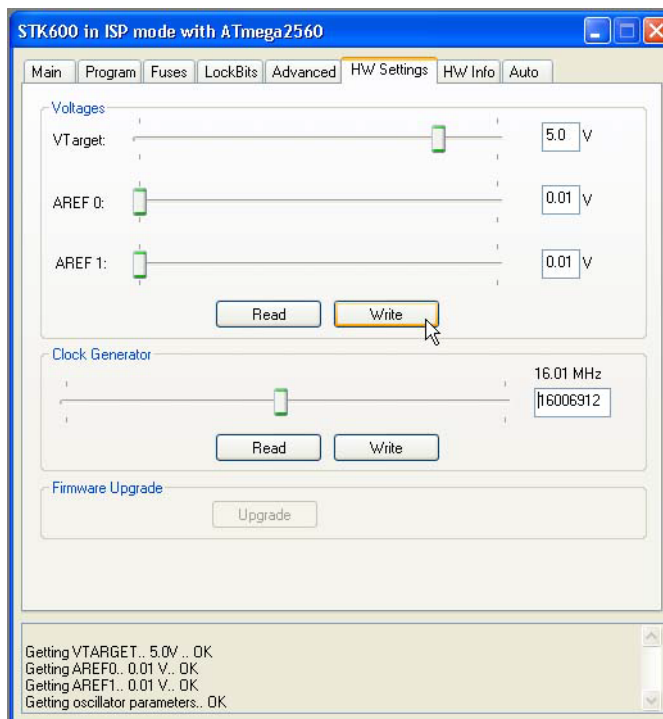 STK600 in ISP mode with ATmega2560
Main Program Fuses LockBits Advanced HW Settings HW Info Auto
Voltages
VTarget: 5.0 V
AREF 0: 0.01 V
AREF 1: 0.01 V
Read Write
Clock Generator
16.01 MHz
16006912
Read Write
Firmware Upgrade
Upgrade
Getting VTARGET.. 5.0V .. OK
Getting AREF0.. 0.01 V.. OK
Getting AREF1.. 0.01 V.. OK
Getting oscillator parameters.. OK